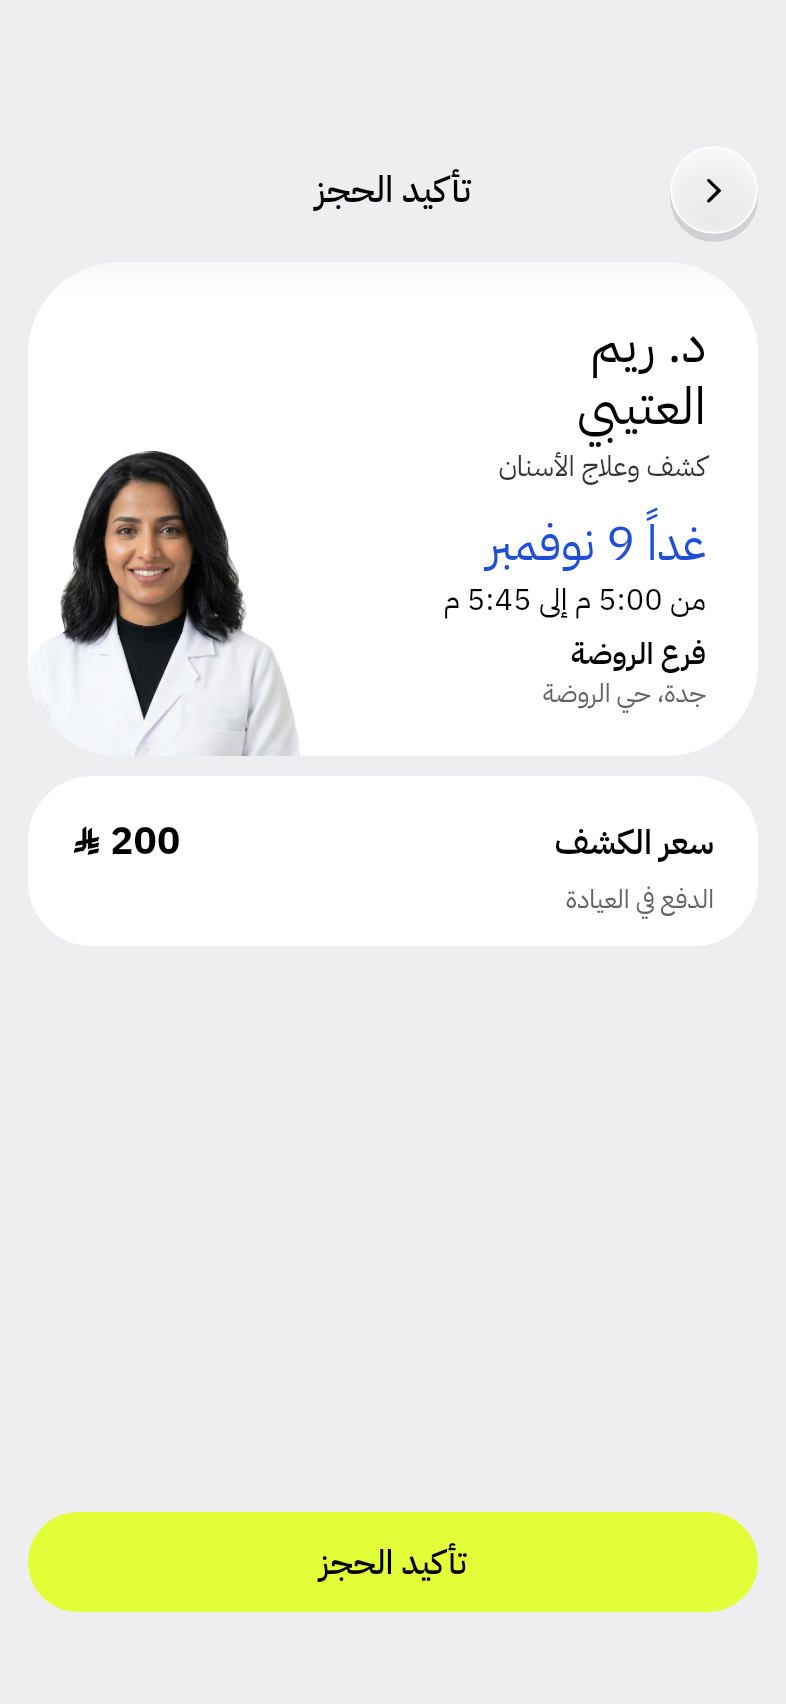 تأكيد الحجز
د. ريم
العتيبي
كشف وعلاج الأسنان
غداً 9 نوفمبر
من 5:00 م إلى 5:45 م
فرع الروضة
جدة، حي الروضة
سعر الكشف 200 ⃁
الدفع في العيادة
تأكيد الحجز